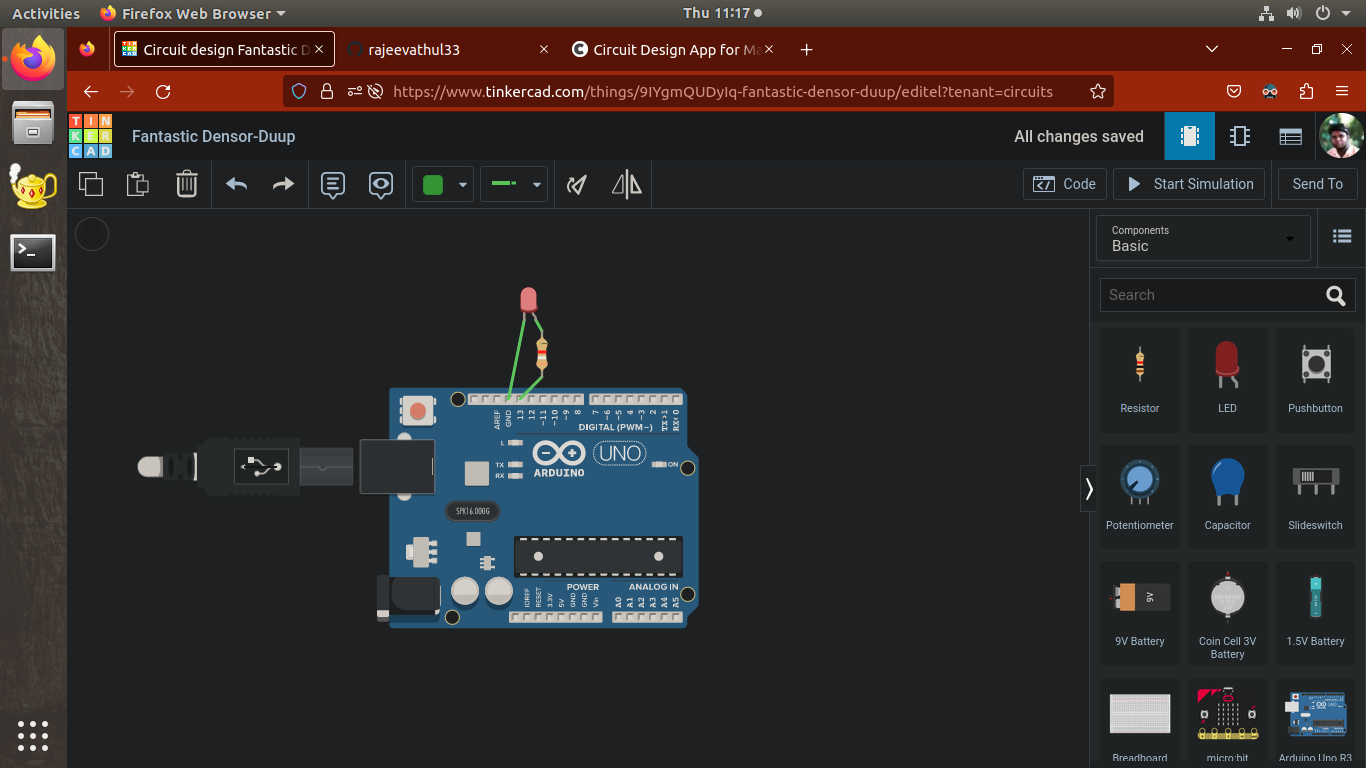 Activities
Firefox Web Browser
Thu 11:17
Circuit design Fantastic D
rajeevathul33
Circuit Design App for Ma
https://www.tinkercad.com/things/9IYgmQUDyIq-fantastic-densor-duup/editel?tenant=circuits
TIN
KER
CAD
Fantastic Densor-Duup
All changes saved
Code
Start Simulation
Send To
Components
Basic
Search
Resistor
LED
Pushbutton
Potentiometer
Capacitor
Slideswitch
9V
9V Battery
Coin Cell 3V
Battery
1.5V Battery
Breadboard
micro:bit
Arduino Uno R3
AREF
GND
13
12
~11
~10
~9
8
7
~6
~5
4
~3
2
TX>1
RX<0
DIGITAL (PWM~)
L
TX
RX
ARDUINO
UNO
ON
SPK16.000G
POWER
ANALOG IN
IOREF
RESET
3.3V
5V
GND
GND
Vin
A0
A1
A2
A3
A4
A5